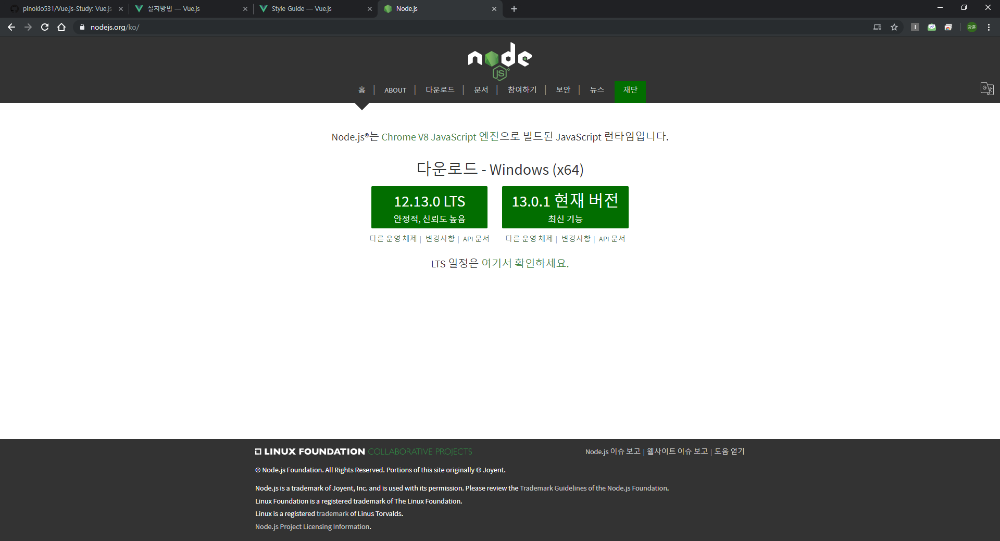 pinokio531/Vue.js-Study: Vue.js
설치방법 — Vue.js
Style Guide — Vue.js
Node.js
nodejs.org/ko/
광훈
node
JS
홈 | ABOUT | 다운로드 | 문서 | 참여하기 | 보안 | 뉴스 재단
Node.js®는 Chrome V8 JavaScript 엔진으로 빌드된 JavaScript 런타임입니다.
다운로드 - Windows (x64)
12.13.0 LTS
안정적, 신뢰도 높음
13.0.1 현재 버전
최신 기능
다른 운영 체제 | 변경사항 | API 문서
다른 운영 체제 | 변경사항 | API 문서
LTS 일정은 여기서 확인하세요.
LINUX FOUNDATION COLLABORATIVE PROJECTS
Node.js 이슈 보고 | 웹사이트 이슈 보고 | 도움 얻기
© Node.js Foundation. All Rights Reserved. Portions of this site originally © Joyent.
Node.js is a trademark of Joyent, Inc. and is used with its permission. Please review the Trademark Guidelines of the Node.js Foundation.
Linux Foundation is a registered trademark of The Linux Foundation.
Linux is a registered trademark of Linus Torvalds.
Node.js Project Licensing Information.